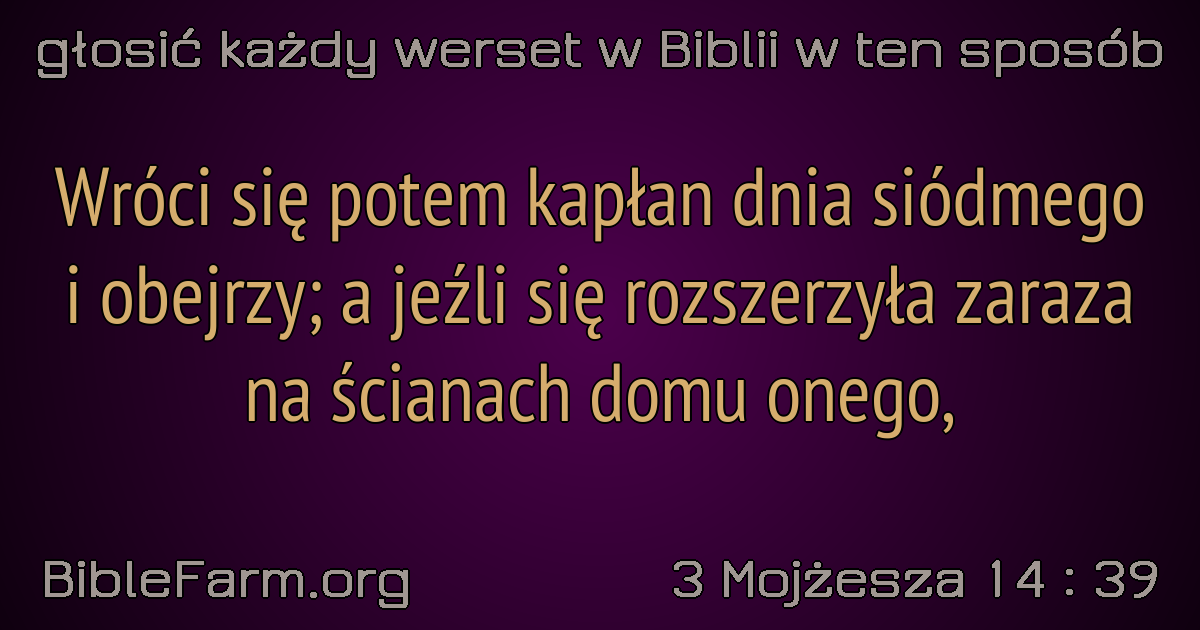 głosić każdy werset w Biblii w ten sposób
Wróci się potem kapłan dnia siódmego
i obejrzy; a jeźli się rozszerzyła zaraza
na ścianach domu onego,
BibleFarm.org
3 Mojżesza 14 : 39